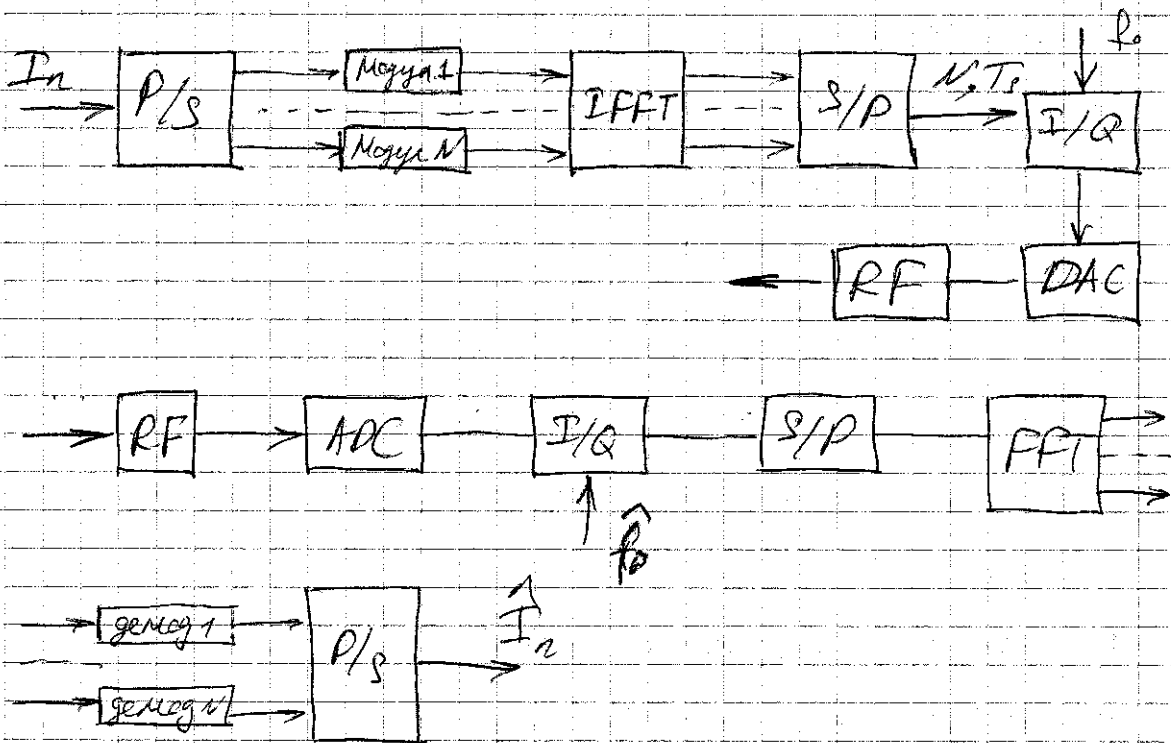 Iₙ
P/S
Модул 1
Модул N
IFFT
S/P
N, Ts
f₀
I/Q
DAC
RF
RF
ADC
I/Q
f̂₀
S/P
FFT
демод 1
демод N
P/S
Îₙ